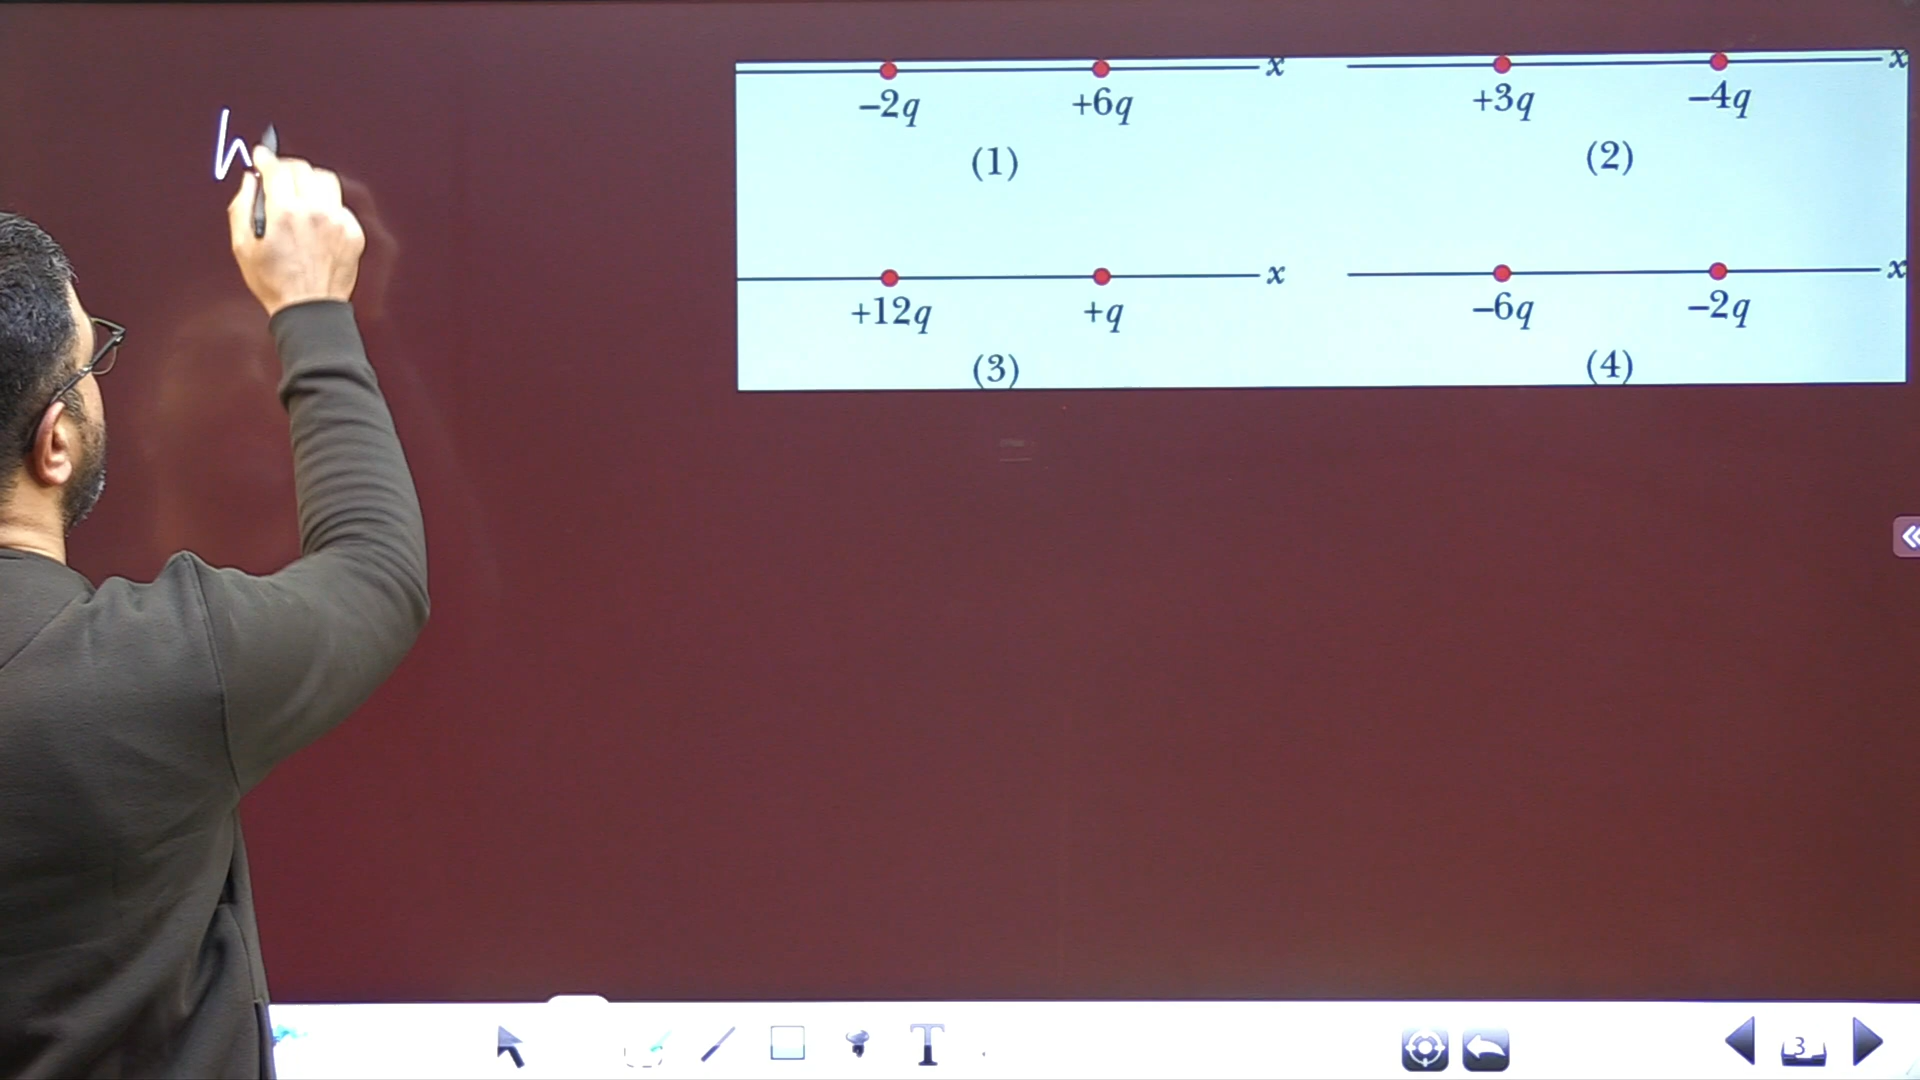 h
x x
−2q +6q +3q −4q
(1) (2)
x x
+12q +q −6q −2q
(3) (4)
T 3